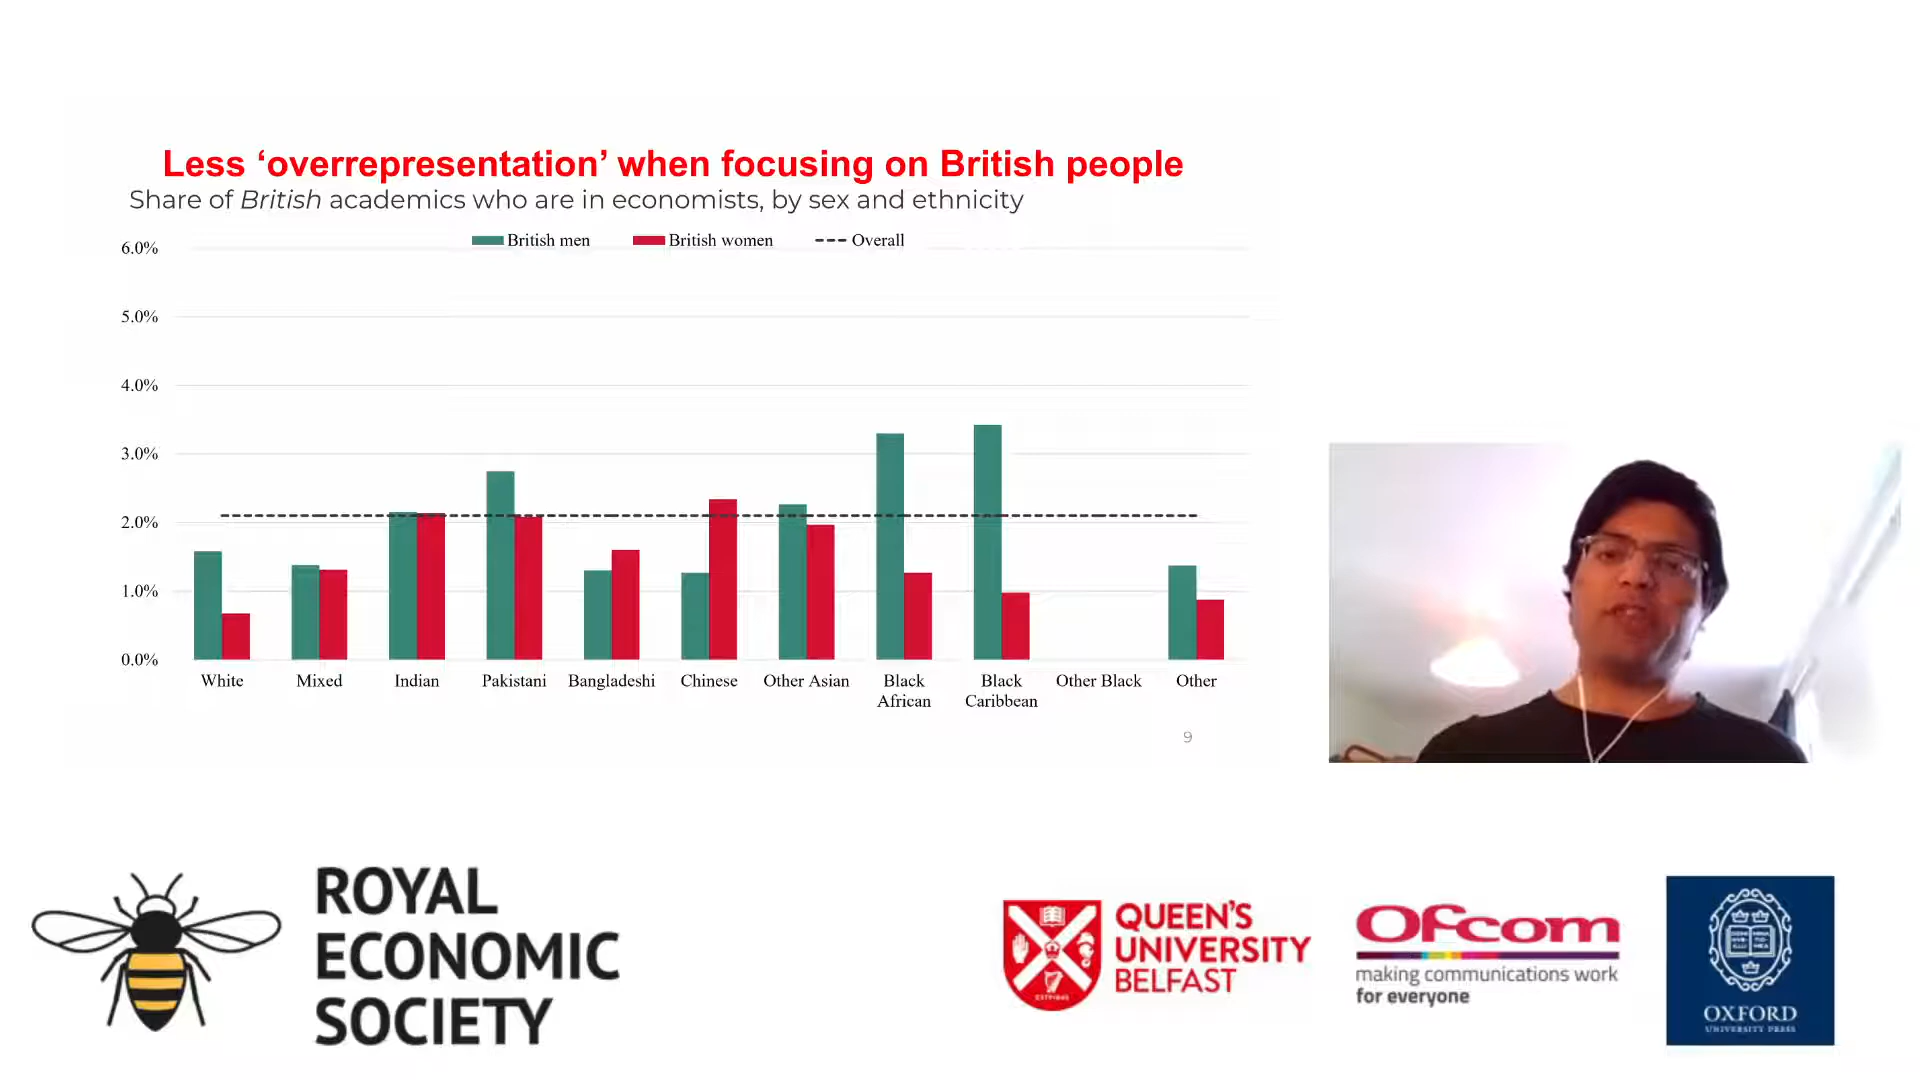 Less ‘overrepresentation’ when focusing on British people
Share of British academics who are in economists, by sex and ethnicity
British men
British women
Overall
6.0%
5.0%
4.0%
3.0%
2.0%
1.0%
0.0%
White
Mixed
Indian
Pakistani
Bangladeshi
Chinese
Other Asian
Black
African
Black
Caribbean
Other Black
Other
9
ROYAL
ECONOMIC
SOCIETY
QUEEN'S
UNIVERSITY
BELFAST
Ofcom
making communications work
for everyone
OXFORD
UNIVERSITY PRESS